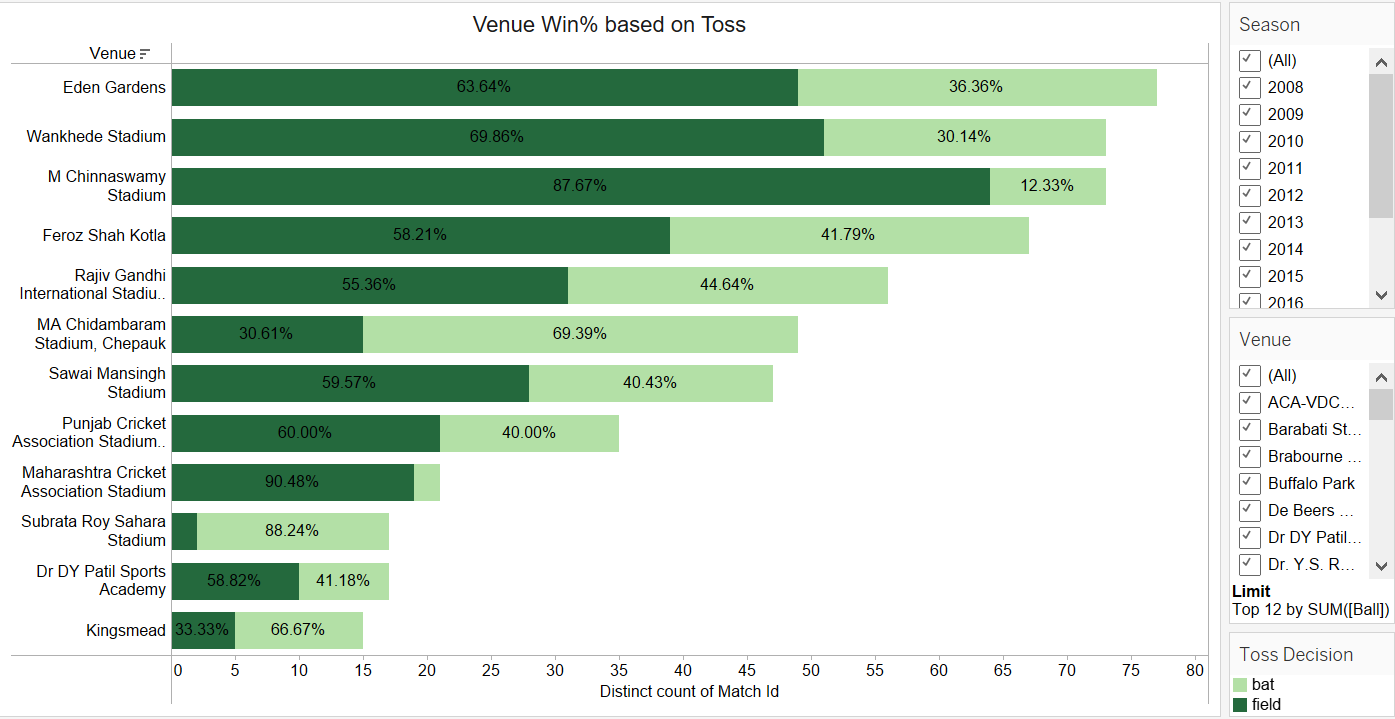 Venue Win% based on Toss
Venue
Eden Gardens
63.64%
36.36%
Wankhede Stadium
69.86%
30.14%
M Chinnaswamy
Stadium
87.67%
12.33%
Feroz Shah Kotla
58.21%
41.79%
Rajiv Gandhi
International Stadiu..
55.36%
44.64%
MA Chidambaram
Stadium, Chepauk
30.61%
69.39%
Sawai Mansingh
Stadium
59.57%
40.43%
Punjab Cricket
Association Stadium..
60.00%
40.00%
Maharashtra Cricket
Association Stadium
90.48%
Subrata Roy Sahara
Stadium
88.24%
Dr DY Patil Sports
Academy
58.82%
41.18%
Kingsmead
33.33%
66.67%
0 5 10 15 20 25 30 35 40 45 50 55 60 65 70 75 80
Distinct count of Match Id
Season
(All)
2008
2009
2010
2011
2012
2013
2014
2015
2016
Venue
(All)
ACA-VDC...
Barabati St...
Brabourne ...
Buffalo Park
De Beers ...
Dr DY Patil...
Dr. Y.S. R...
Limit
Top 12 by SUM([Ball])
Toss Decision
bat
field